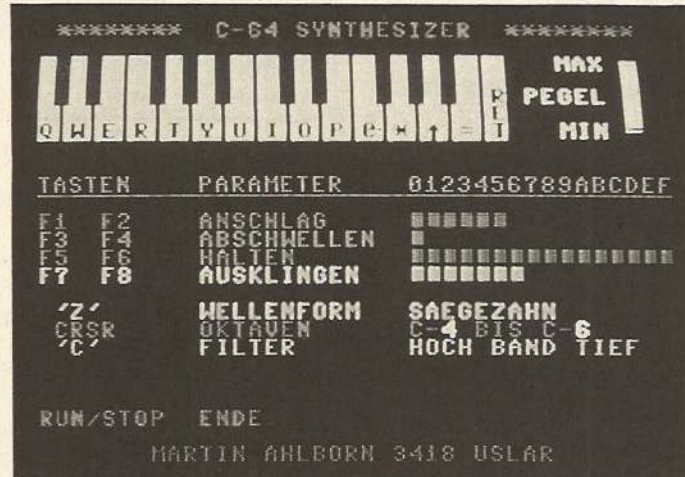 ******** C-64 SYNTHESIZER ********
MAX
PEGEL
MIN
Q W E R T Y U I O P @ * ↑ = RET
TASTEN PARAMETER 0123456789ABCDEF
F1 F2 ANSCHLAG
F3 F4 ABSCHWELLEN
F5 F6 HALTEN
F7 F8 AUSKLINGEN
'Z' WELLENFORM SAEGEZAHN
CRSR OKTAVEN C-4 BIS C-6
'C' FILTER HOCH BAND TIEF
RUN/STOP ENDE
MARTIN AHLBORN 3418 USLAR